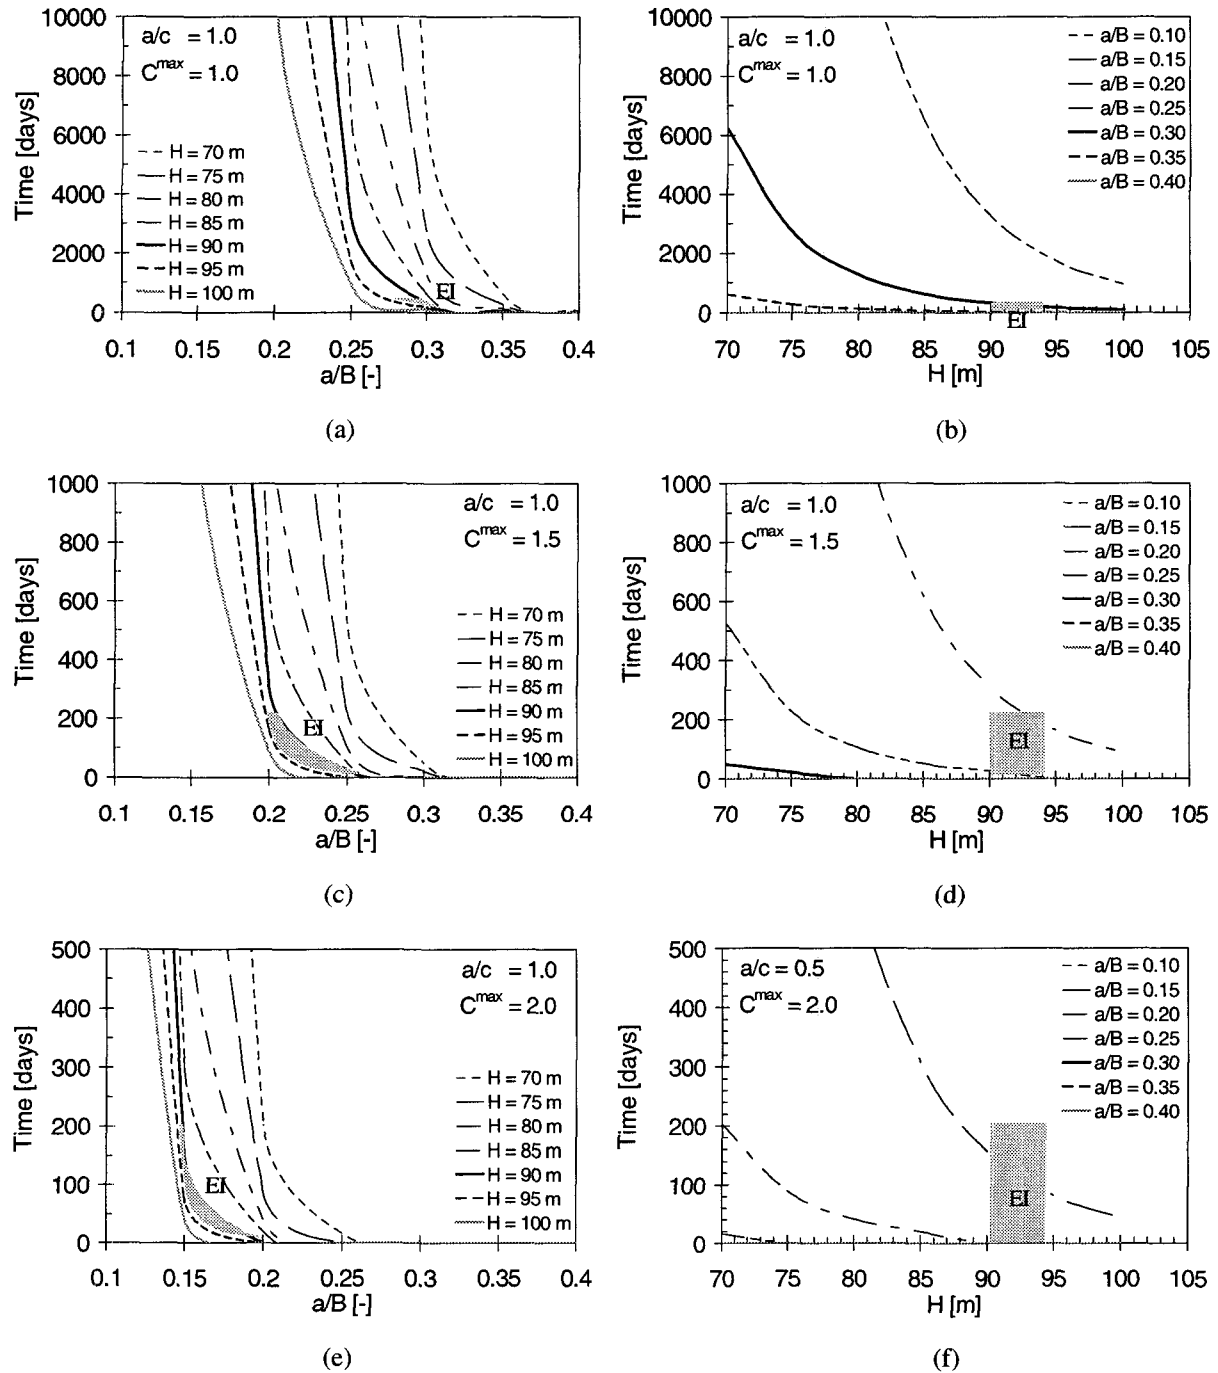 10000
8000
6000
4000
2000
0
Time [days]
a/c = 1.0
C^max = 1.0
H = 70 m
H = 75 m
H = 80 m
H = 85 m
H = 90 m
H = 95 m
H = 100 m
EI
0.1 0.15 0.2 0.25 0.3 0.35 0.4
a/B [-]
(a)
10000
8000
6000
4000
2000
0
Time [days]
a/c = 1.0
C^max = 1.0
a/B = 0.10
a/B = 0.15
a/B = 0.20
a/B = 0.25
a/B = 0.30
a/B = 0.35
a/B = 0.40
EI
70 75 80 85 90 95 100 105
H [m]
(b)
1000
800
600
400
200
0
Time [days]
a/c = 1.0
C^max = 1.5
H = 70 m
H = 75 m
H = 80 m
H = 85 m
H = 90 m
H = 95 m
H = 100 m
EI
0.1 0.15 0.2 0.25 0.3 0.35 0.4
a/B [-]
(c)
1000
800
600
400
200
0
Time [days]
a/c = 1.0
C^max = 1.5
a/B = 0.10
a/B = 0.15
a/B = 0.20
a/B = 0.25
a/B = 0.30
a/B = 0.35
a/B = 0.40
EI
70 75 80 85 90 95 100 105
H [m]
(d)
500
400
300
200
100
0
Time [days]
a/c = 1.0
C^max = 2.0
H = 70 m
H = 75 m
H = 80 m
H = 85 m
H = 90 m
H = 95 m
H = 100 m
EI
0.1 0.15 0.2 0.25 0.3 0.35 0.4
a/B [-]
(e)
500
400
300
200
100
0
Time [days]
a/c = 0.5
C^max = 2.0
a/B = 0.10
a/B = 0.15
a/B = 0.20
a/B = 0.25
a/B = 0.30
a/B = 0.35
a/B = 0.40
EI
70 75 80 85 90 95 100 105
H [m]
(f)